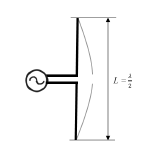 L = λ/2